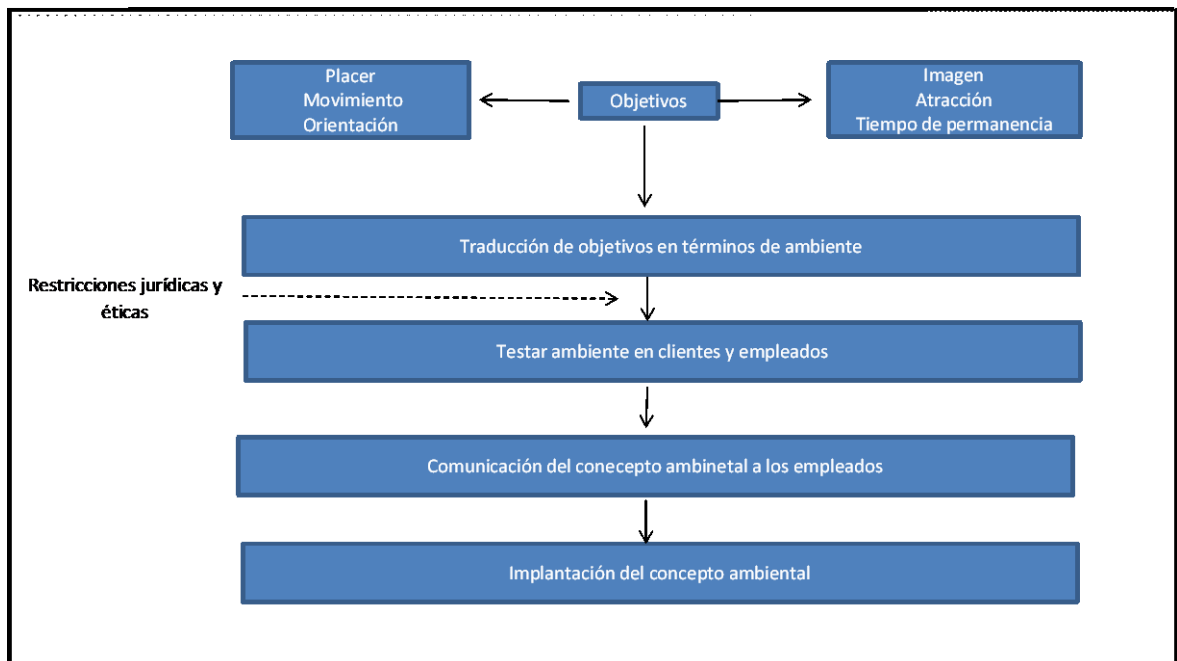 Placer
Movimiento
Orientación
Objetivos
Imagen
Atracción
Tiempo de permanencia
Traducción de objetivos en términos de ambiente
Restricciones jurídicas y
éticas
Testar ambiente en clientes y empleados
Comunicación del conecepto ambinetal a los empleados
Implantación del concepto ambiental